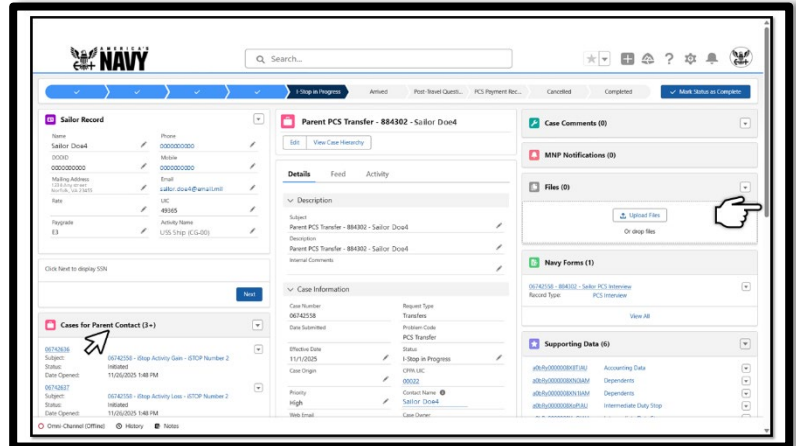 AMERICA'S
NAVY
Search...
I-Stop in Progress
Arrived
Post-Travel Questi...
PCS Payment Rec...
Cancelled
Completed
Mark Status as Complete
Sailor Record
Name
Sailor Doe4
Phone
0000000000
DODID
0000000000
Mobile
0000000000
Mailing Address
Norfolk, VA
Email
sailor.doe4@email.mil
Rate
UIC
49365
Paygrade
E3
Activity Name
USS Ship (CG-00)
Click Next to display SSN
Next
Cases for Parent Contact (3+)
06742636
Subject: 06742558 - iStop Activity Gain - iSTOP Number 2
Status: Initiated
Date Opened: 11/26/2025 1:48 PM
06742637
Subject: 06742558 - iStop Activity Loss - iSTOP Number 2
Status: Initiated
Date Opened: 11/26/2025 1:48 PM
Parent PCS Transfer - 884302 - Sailor Doe4
Edit
View Case Hierarchy
Details
Feed
Activity
Description
Subject
Parent PCS Transfer - 884302 - Sailor Doe4
Description
Parent PCS Transfer - 884302 - Sailor Doe4
Internal Comments
Case Information
Case Number
06742558
Request Type
Transfers
Date Submitted
Problem Code
PCS Transfer
Effective Date
11/1/2025
Status
I-Stop in Progress
Case Origin
CPPA UIC
00022
Priority
High
Contact Name
Sailor Doe4
Web Email
Case Owner
Case Comments (0)
MNP Notifications (0)
Files (0)
Upload Files
Or drop files
Navy Forms (1)
06742558 - 884302 - Sailor PCS Interview
Record Type: PCS Interview
View All
Supporting Data (6)
Accounting Data
Dependents
Dependents
Intermediate Duty Stop
Omni-Channel (Offline)
History
Notes